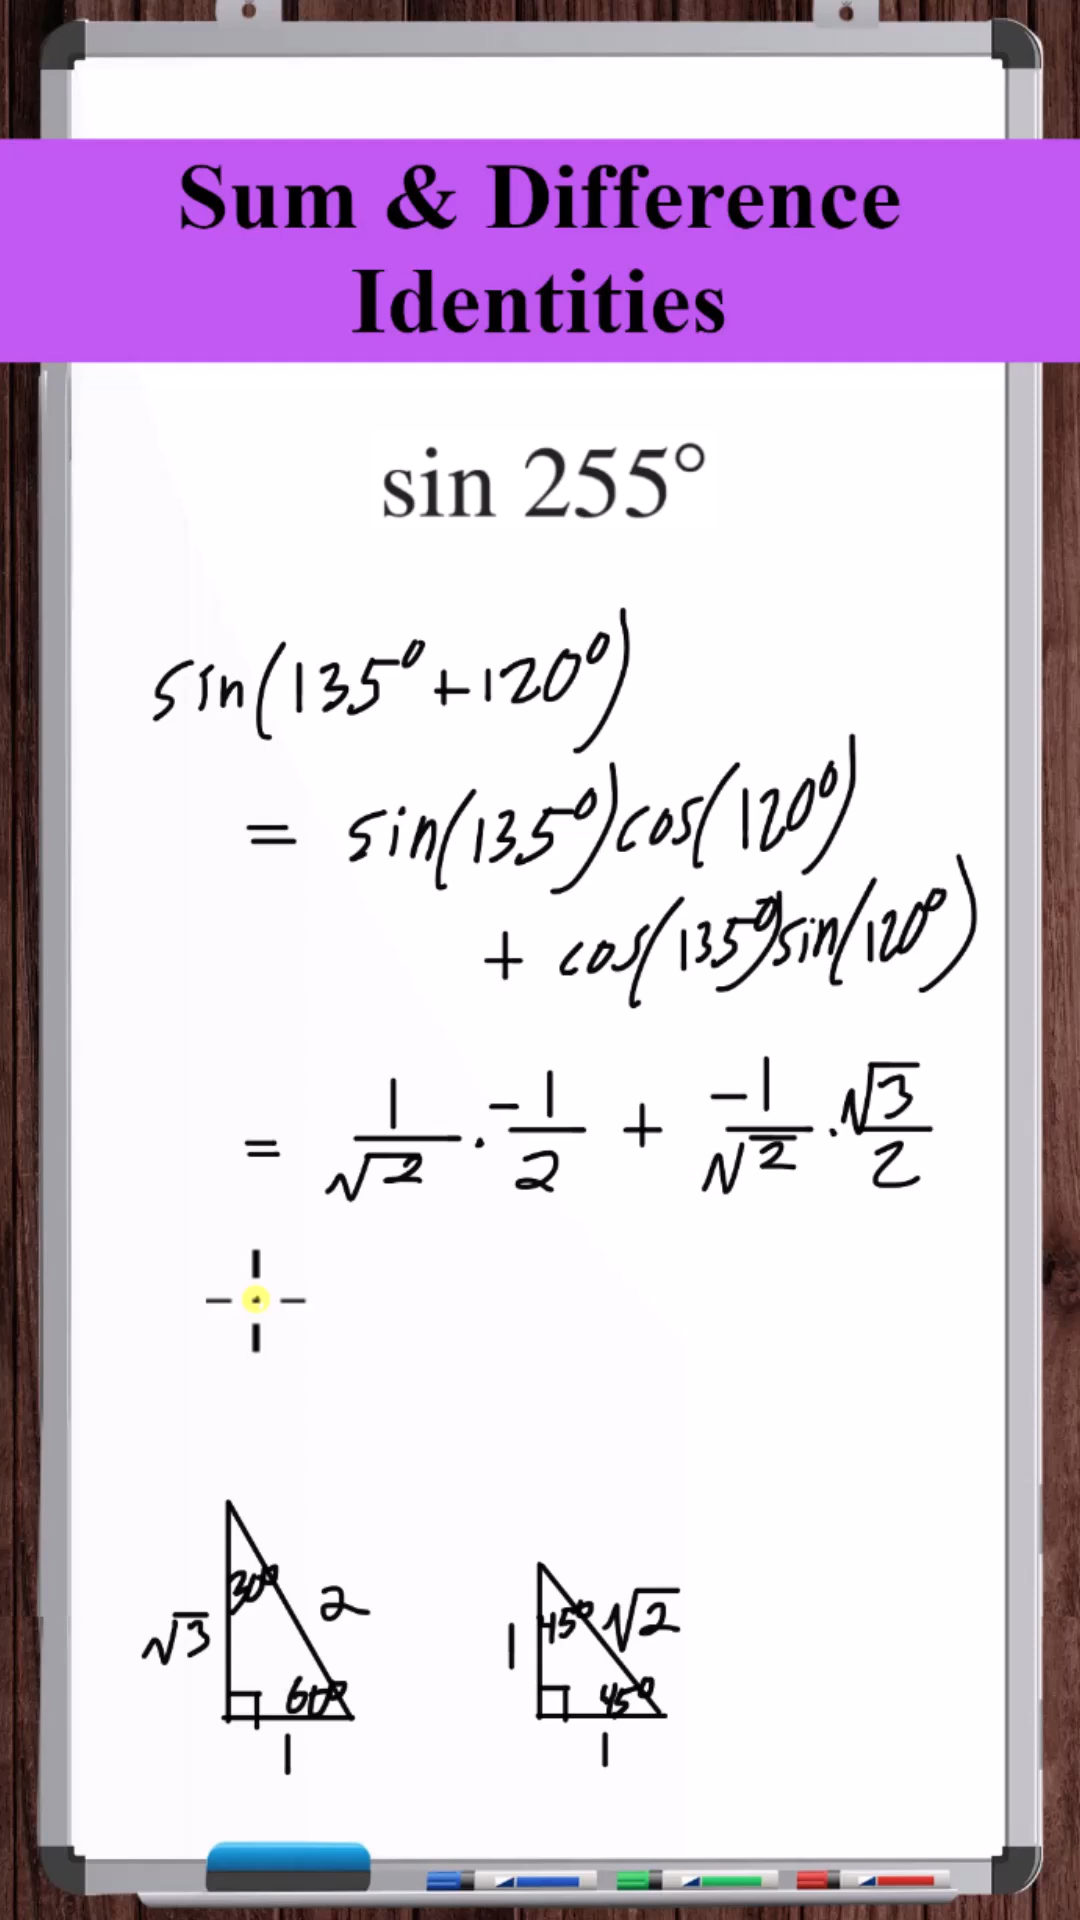 Sum & Difference
Identities
sin 255°
sin(135° + 120°)
= sin(135°)cos(120°)
+ cos(135°)sin(120°)
= 1/√2 · -1/2 + -1/√2 · √3/2
30°
2
√3
60°
1
45°
√2
1
45°
1